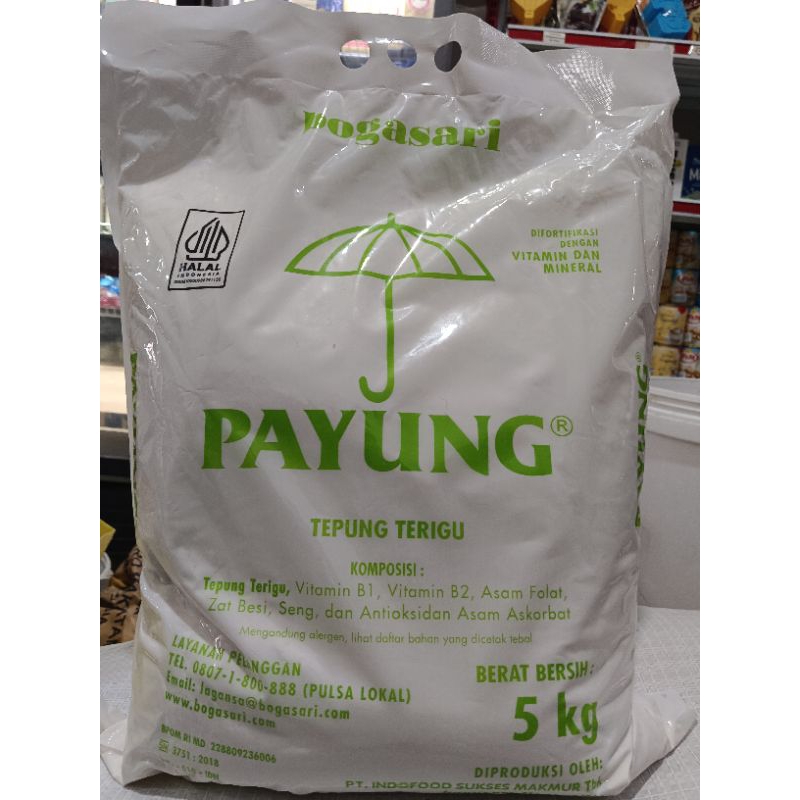 bogasari
HALAL
INDONESIA
DIFORTIFIKASI
DENGAN
VITAMIN DAN
MINERAL
PAYUNG®
PAYUNG
PAYUNG®
TEPUNG TERIGU
KOMPOSISI :
Tepung Terigu, Vitamin B1, Vitamin B2, Asam Folat,
Zat Besi, Seng, dan Antioksidan Asam Askorbat
Mengandung alergen, lihat daftar bahan yang dicetak tebal
LAYANAN PELANGGAN
TEL. 0807-1-800-888 (PULSA LOKAL)
Email: lagansa@bogasari.com
www.bogasari.com
BERAT BERSIH:
5 kg
BPOM RI MD 228809236006
3751 : 2018
DIPRODUKSI OLEH:
PT. INDOFOOD SUKSES MAKMUR Tbk